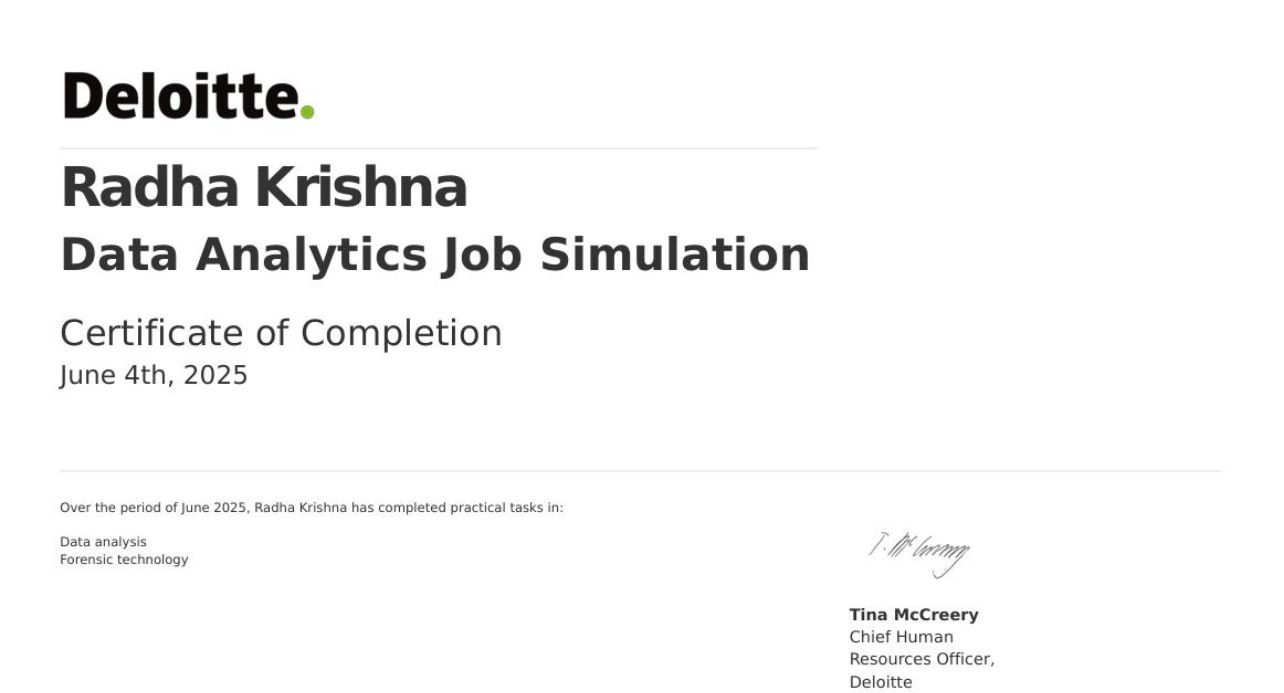 Deloitte.
Radha Krishna
Data Analytics Job Simulation
Certificate of Completion
June 4th, 2025
Over the period of June 2025, Radha Krishna has completed practical tasks in:
Data analysis
Forensic technology
T. McCreery
Tina McCreery
Chief Human
Resources Officer,
Deloitte